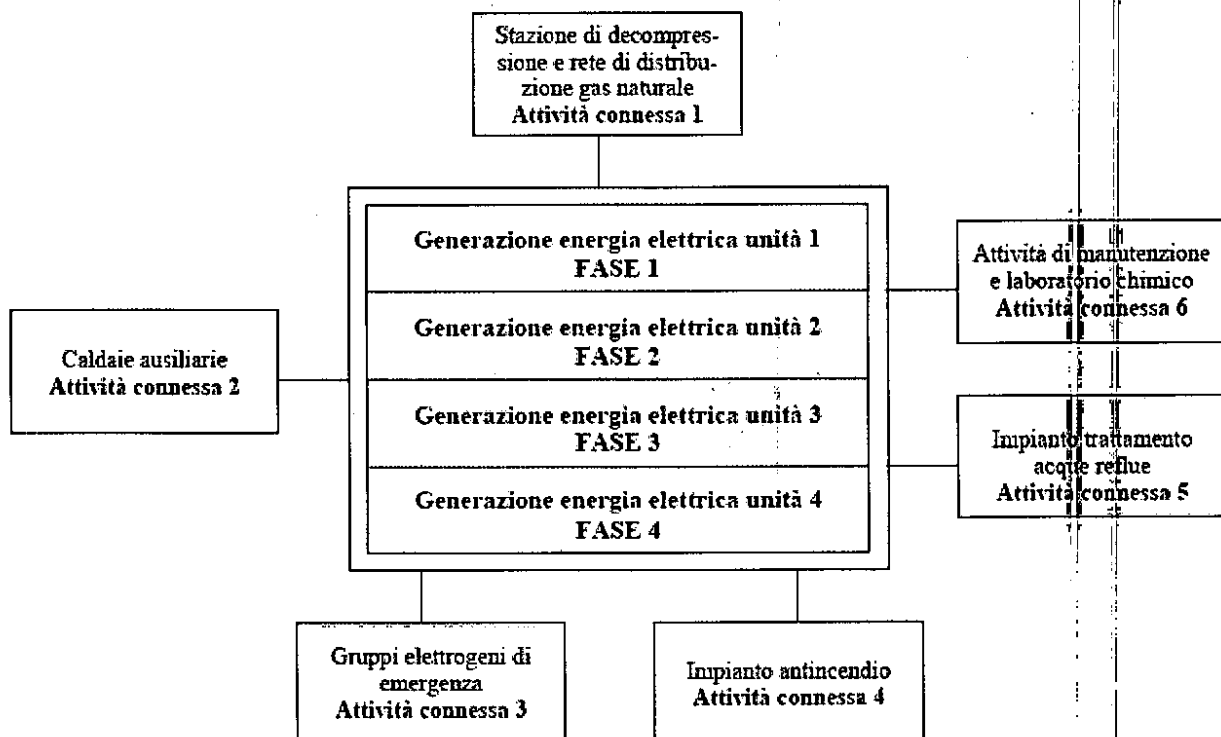 Stazione di decompres-
sione e rete di distribu-
zione gas naturale
Attività connessa 1
Generazione energia elettrica unità 1
FASE 1
Generazione energia elettrica unità 2
FASE 2
Generazione energia elettrica unità 3
FASE 3
Generazione energia elettrica unità 4
FASE 4
Caldaie ausiliarie
Attività connessa 2
Attività di manutenzione
e laboratorio chimico
Attività connessa 6
Impianto trattamento
acque reflue
Attività connessa 5
Gruppi elettrogeni di
emergenza
Attività connessa 3
Impianto antincendio
Attività connessa 4